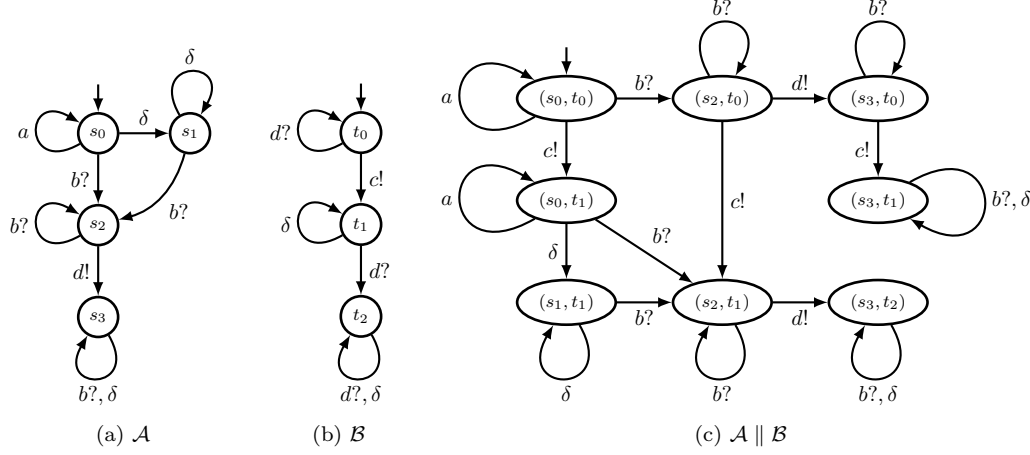 b?
b?
δ
a
b?
d!
(s₀, t₀)
(s₂, t₀)
(s₃, t₀)
a
δ
d?
s₀
s₁
t₀
c!
c!
b?
c!
a
b?, δ
(s₀, t₁)
(s₃, t₁)
b?
b?
δ
s₂
t₁
c!
b?
δ
d!
d?
(s₁, t₁)
(s₂, t₁)
(s₃, t₂)
b?
d!
s₃
t₂
b?, δ
d?, δ
δ
b?
b?, δ
(a) 𝒜
(b) ℬ
(c) 𝒜 ∥ ℬ